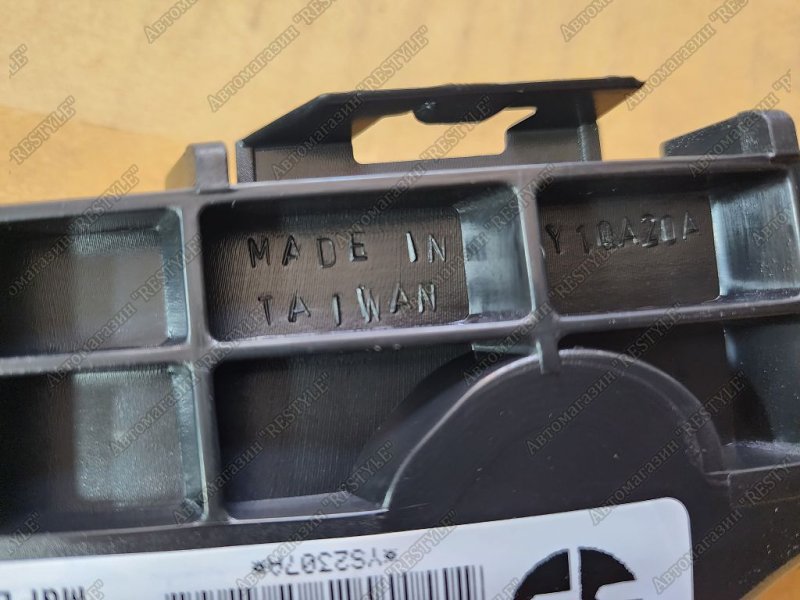 MADE IN
TAIWAN
Y10A20A
*YS2307A*
Автомагазин "RESTYLE"